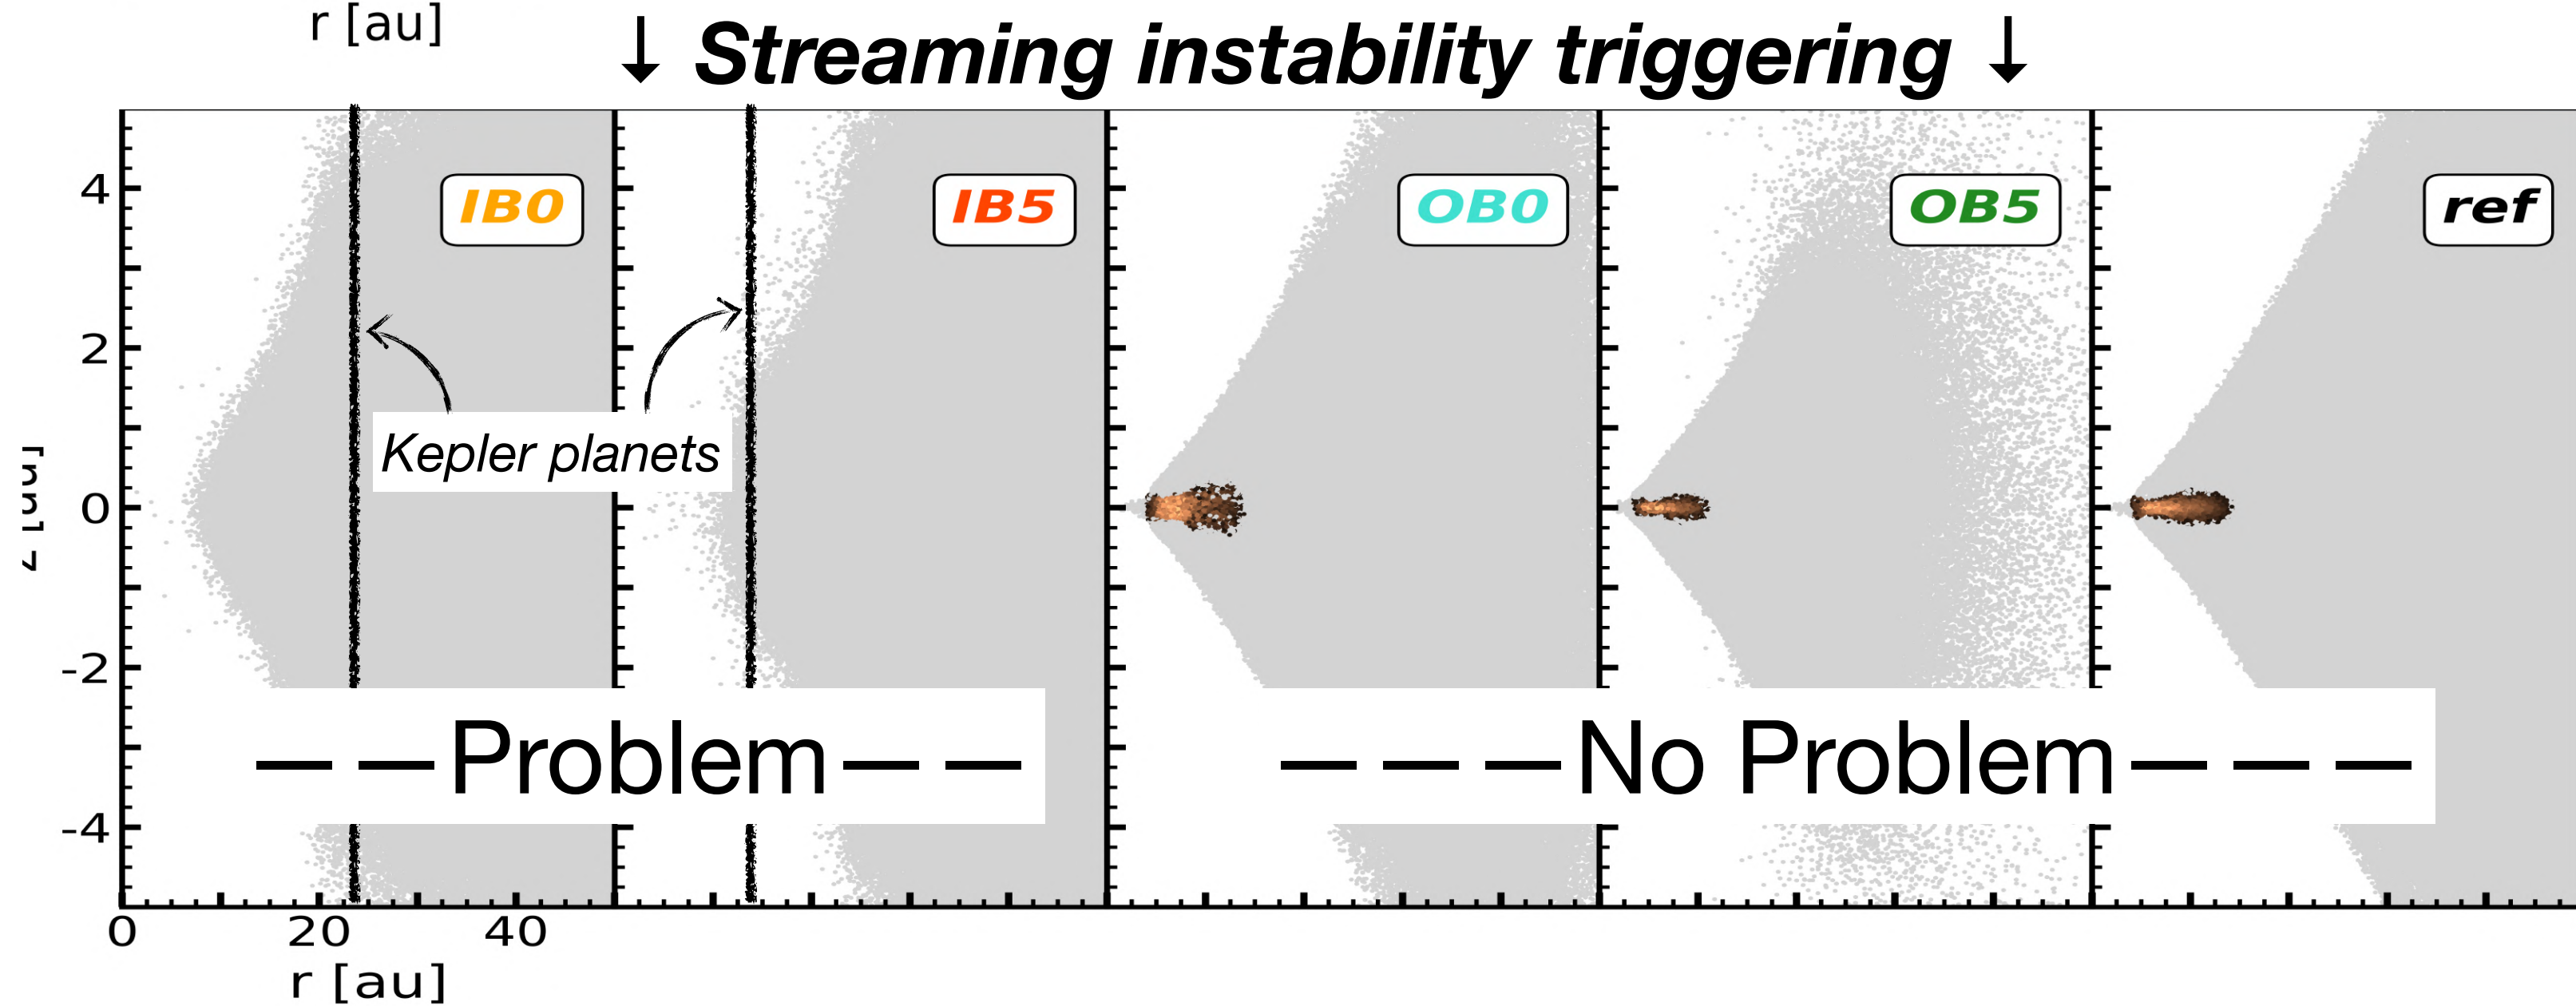 r [au]
↓ Streaming instability triggering ↓
IB0
IB5
OB0
OB5
ref
4
2
0
-2
-4
Kepler planets
Problem
No Problem
0 20 40
r [au]